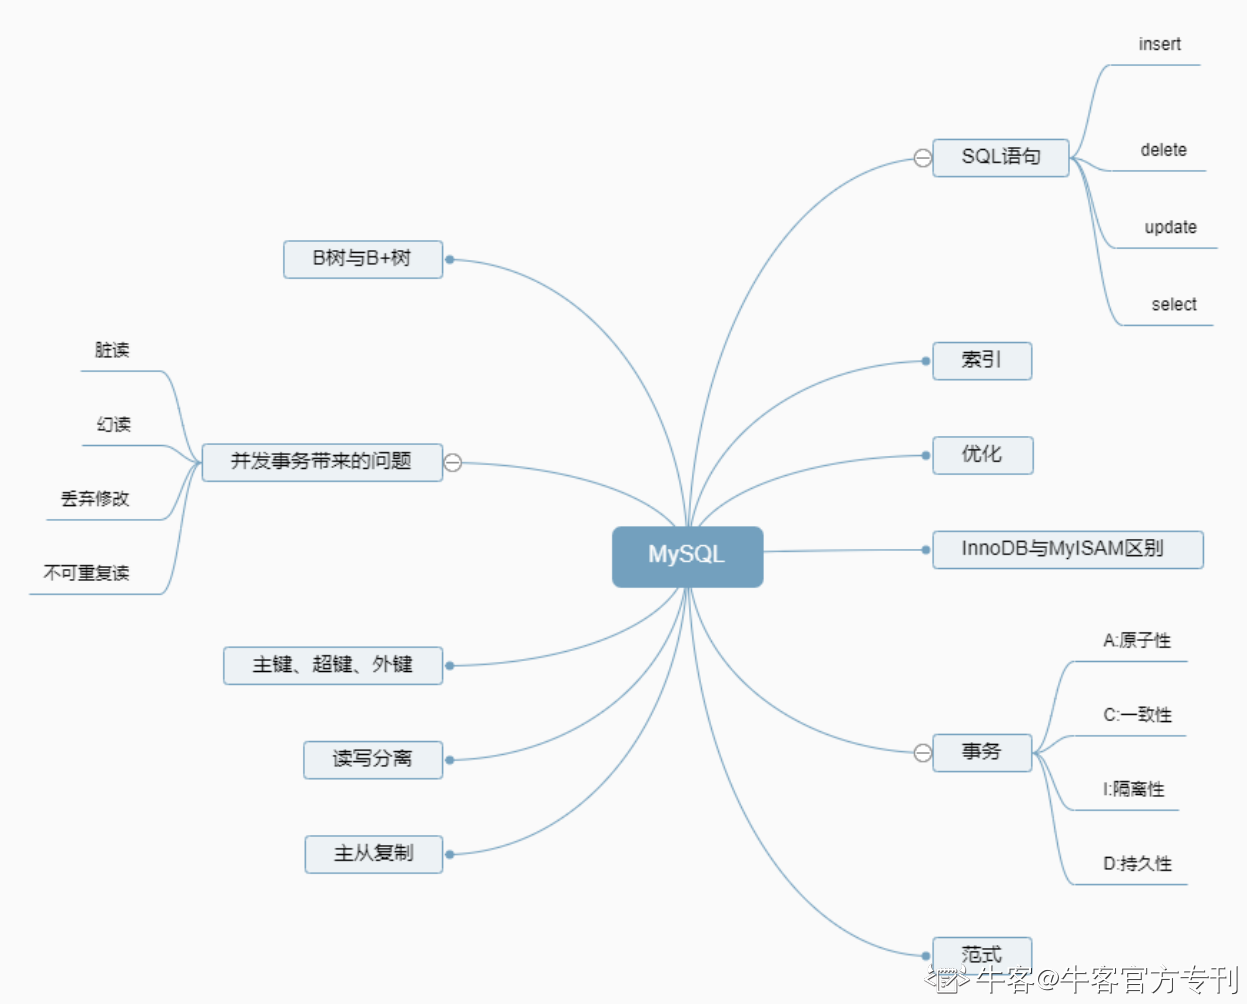 MySQL
SQL语句
insert
delete
update
select
索引
优化
InnoDB与MyISAM区别
事务
A:原子性
C:一致性
I:隔离性
D:持久性
范式
B树与B+树
并发事务带来的问题
脏读
幻读
丢弃修改
不可重复读
主键、超键、外键
读写分离
主从复制
牛客@牛客官方专刊